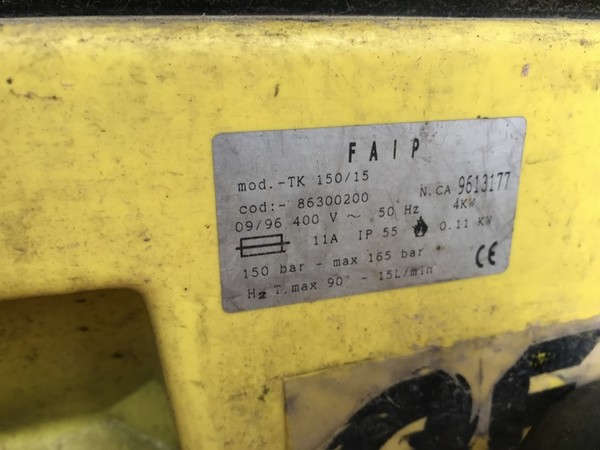 FAIP
mod.-TK 150/15
cod:- 86300200 N.CA 9613177
09/96 400 V ~ 50 Hz 4KW
11A IP 55 0.11 KW
150 bar - max 165 bar CE
H2 T.max 90° - 15L/min